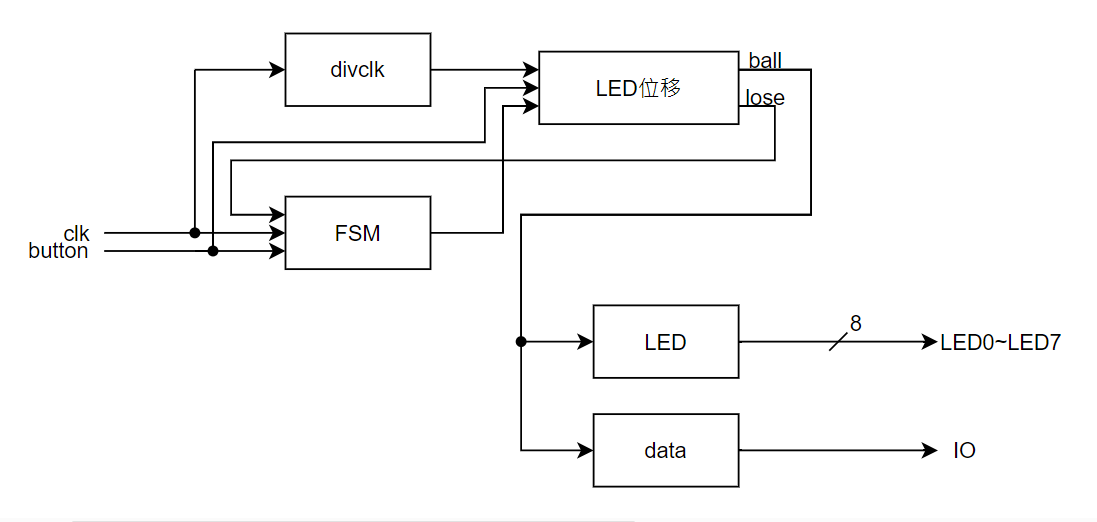 divclk
LED位移
ball
lose
clk
button
FSM
LED
8
LED0~LED7
data
IO